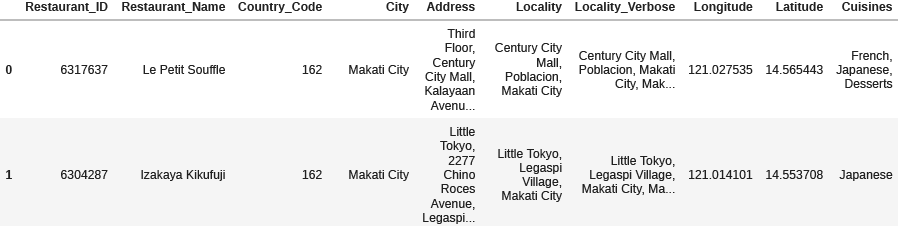 Restaurant_ID Restaurant_Name Country_Code City Address Locality Locality_Verbose Longitude Latitude Cuisines
0 6317637 Le Petit Souffle 162 Makati City Third Floor, Century City Mall, Kalayaan Avenu... Century City Mall, Poblacion, Makati City Century City Mall, Poblacion, Makati City, Mak... 121.027535 14.565443 French, Japanese, Desserts
1 6304287 Izakaya Kikufuji 162 Makati City Little Tokyo, 2277 Chino Roces Avenue, Legaspi... Little Tokyo, Legaspi Village, Makati City Little Tokyo, Legaspi Village, Makati City, Ma... 121.014101 14.553708 Japanese